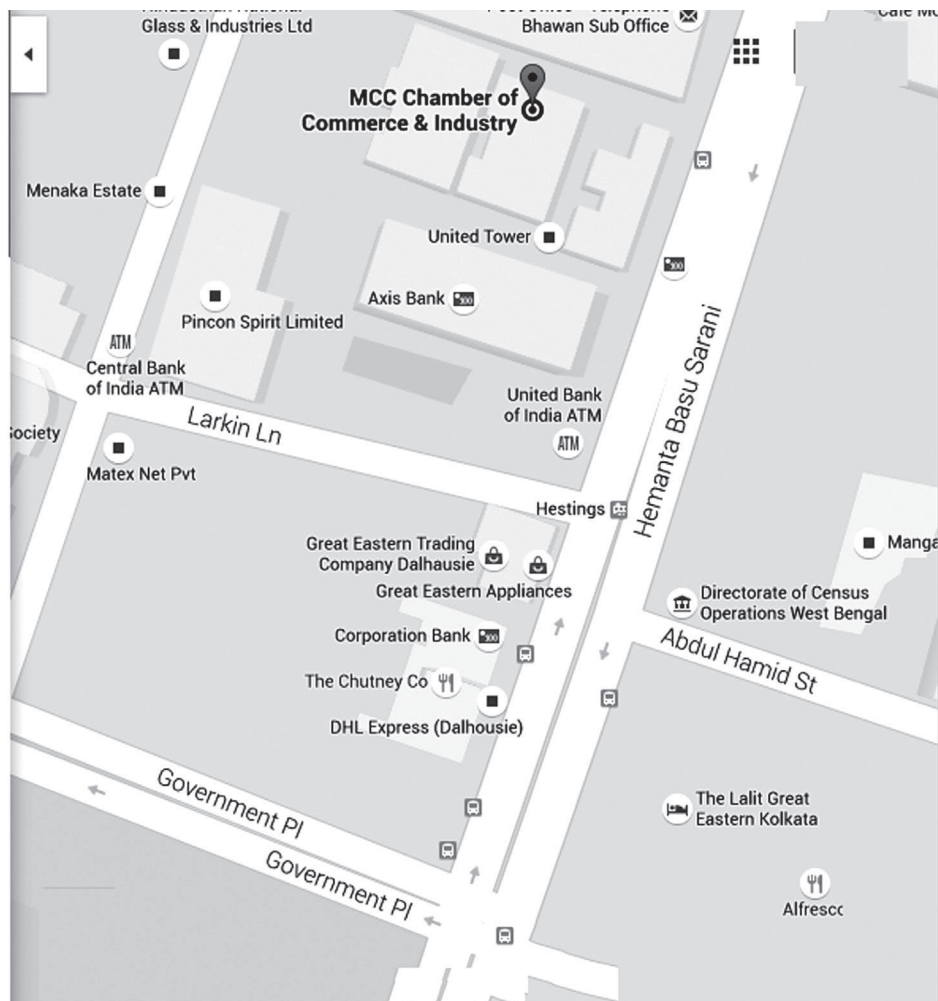 Glass & Industries Ltd
Bhawan Sub Office
MCC Chamber of
Commerce & Industry
Menaka Estate
United Tower
Axis Bank
Pincon Spirit Limited
ATM
Central Bank
of India ATM
United Bank
of India ATM
ATM
Larkin Ln
Society
Matex Net Pvt
Hemanta Basu Sarani
Hestings
Great Eastern Trading
Company Dalhausie
Great Eastern Appliances
Manga
Directorate of Census
Operations West Bengal
Corporation Bank
Abdul Hamid St
The Chutney Co
DHL Express (Dalhousie)
Government Pl
The Lalit Great
Eastern Kolkata
Government Pl
Alfresco